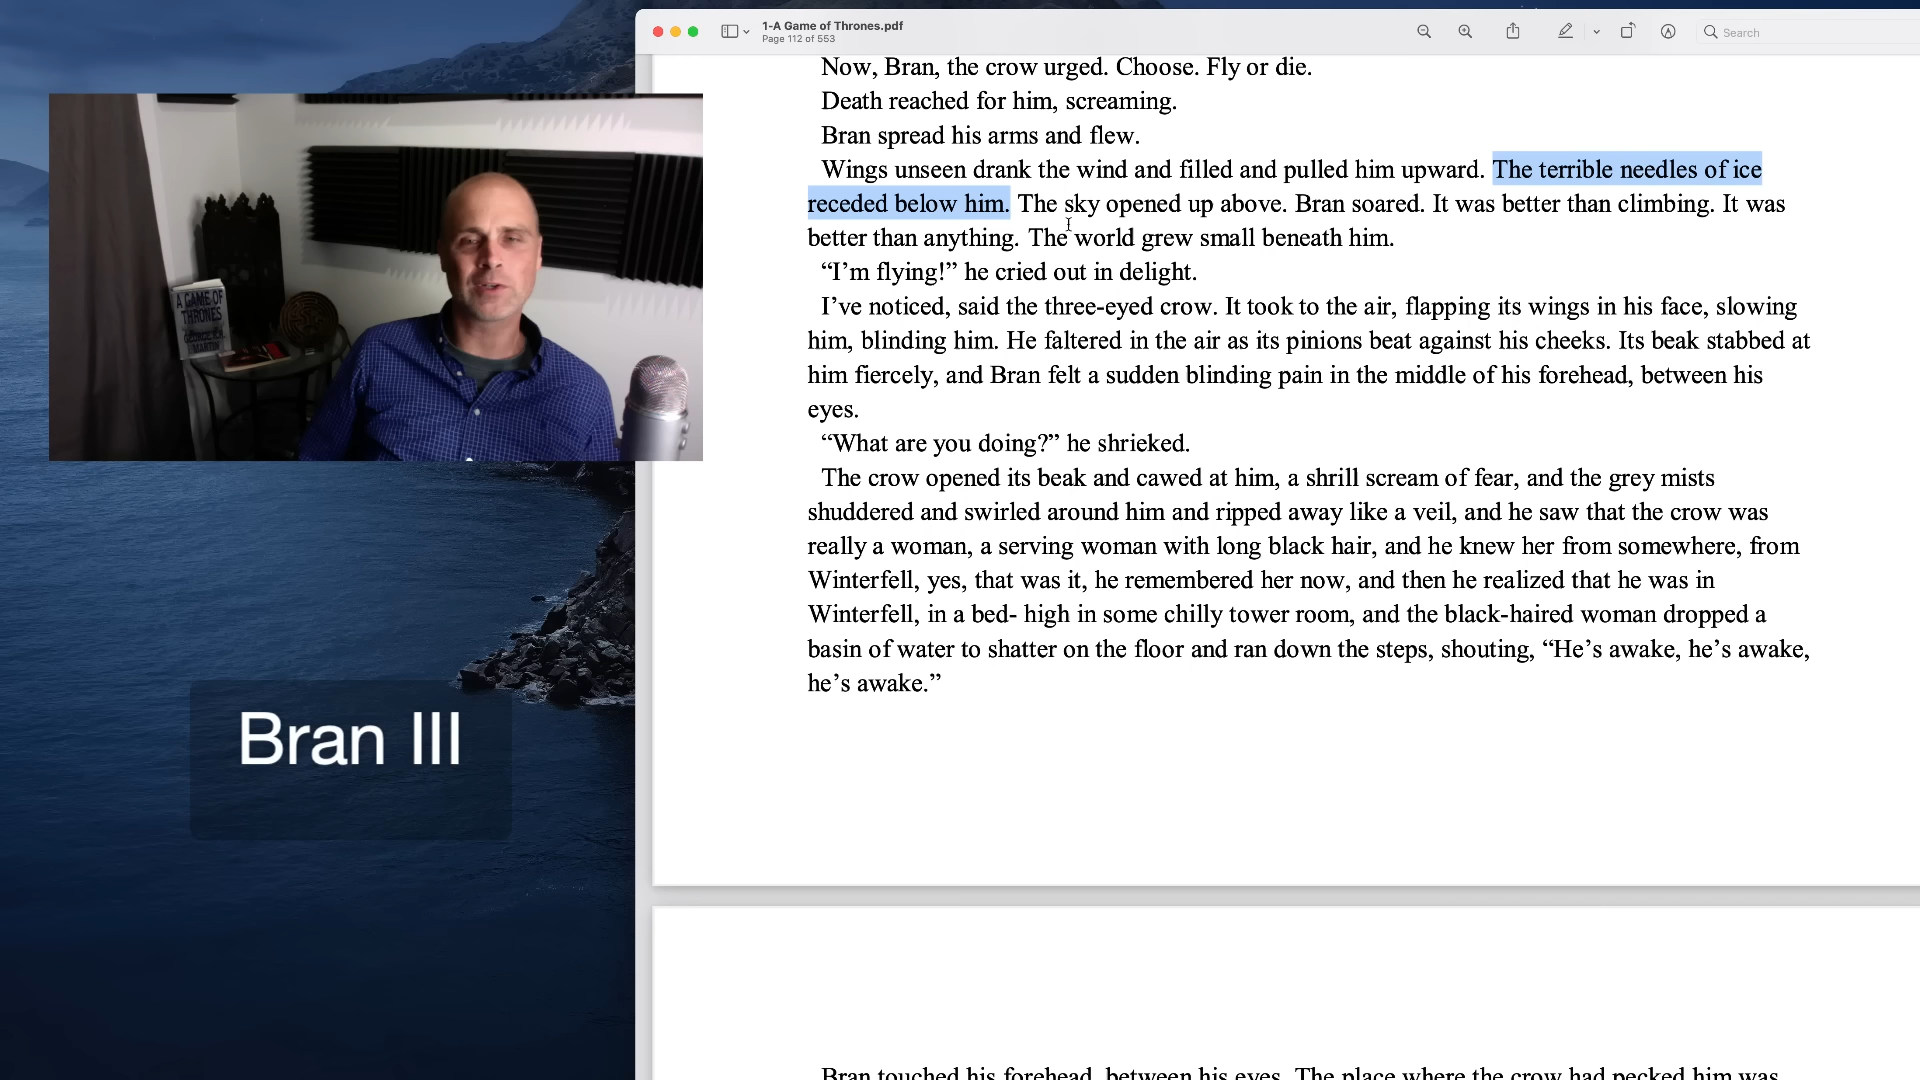 1-A Game of Thrones.pdf
Page 112 of 553
Search
Now, Bran, the crow urged. Choose. Fly or die.
Death reached for him, screaming.
Bran spread his arms and flew.
Wings unseen drank the wind and filled and pulled him upward. The terrible needles of ice
receded below him. The sky opened up above. Bran soared. It was better than climbing. It was
better than anything. The world grew small beneath him.
“I’m flying!” he cried out in delight.
I’ve noticed, said the three-eyed crow. It took to the air, flapping its wings in his face, slowing
him, blinding him. He faltered in the air as its pinions beat against his cheeks. Its beak stabbed at
him fiercely, and Bran felt a sudden blinding pain in the middle of his forehead, between his
eyes.
“What are you doing?” he shrieked.
The crow opened its beak and cawed at him, a shrill scream of fear, and the grey mists
shuddered and swirled around him and ripped away like a veil, and he saw that the crow was
really a woman, a serving woman with long black hair, and he knew her from somewhere, from
Winterfell, yes, that was it, he remembered her now, and then he realized that he was in
Winterfell, in a bed- high in some chilly tower room, and the black-haired woman dropped a
basin of water to shatter on the floor and ran down the steps, shouting, “He’s awake, he’s awake,
he’s awake.”
Bran touched his forehead, between his eyes. The place where the crow had pecked him was
A GAME OF
THRONES
GEORGE R.R.
MARTIN
Bran III